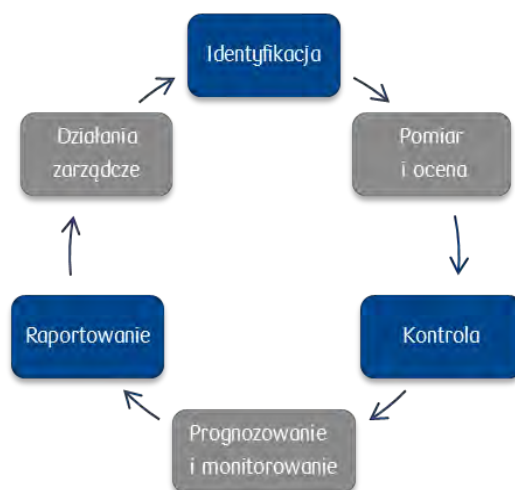 Identyfikacja
Pomiar
i ocena
Kontrola
Prognozowanie
i monitorowanie
Raportowanie
Działania
zarządcze